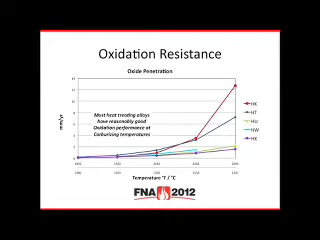 Oxidation Resistance
Oxide Penetration
Most heat treating alloys
have reasonably good
Oxidation performance at
Carburizing temperatures
mm/yr
HK
HT
HU
HW
HX
Temperature °F / °C
FNA 2012